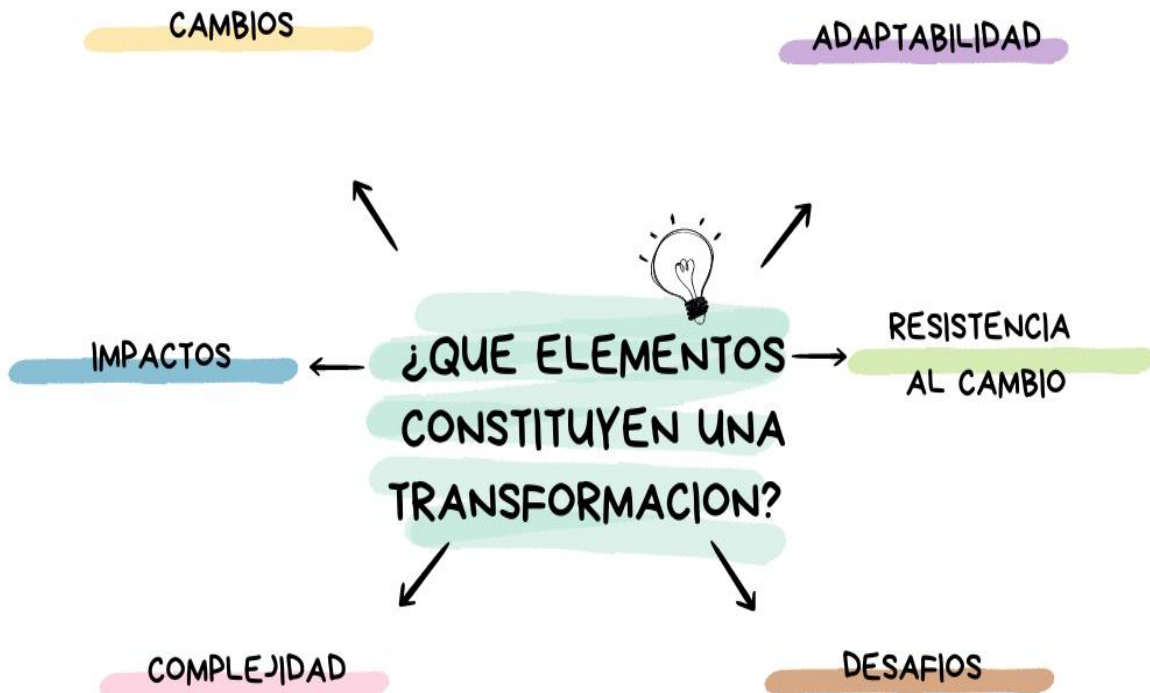 CAMBIOS
ADAPTABILIDAD
IMPACTOS
¿QUE ELEMENTOS
CONSTITUYEN UNA
TRANSFORMACION?
RESISTENCIA
AL CAMBIO
COMPLEJIDAD
DESAFIOS